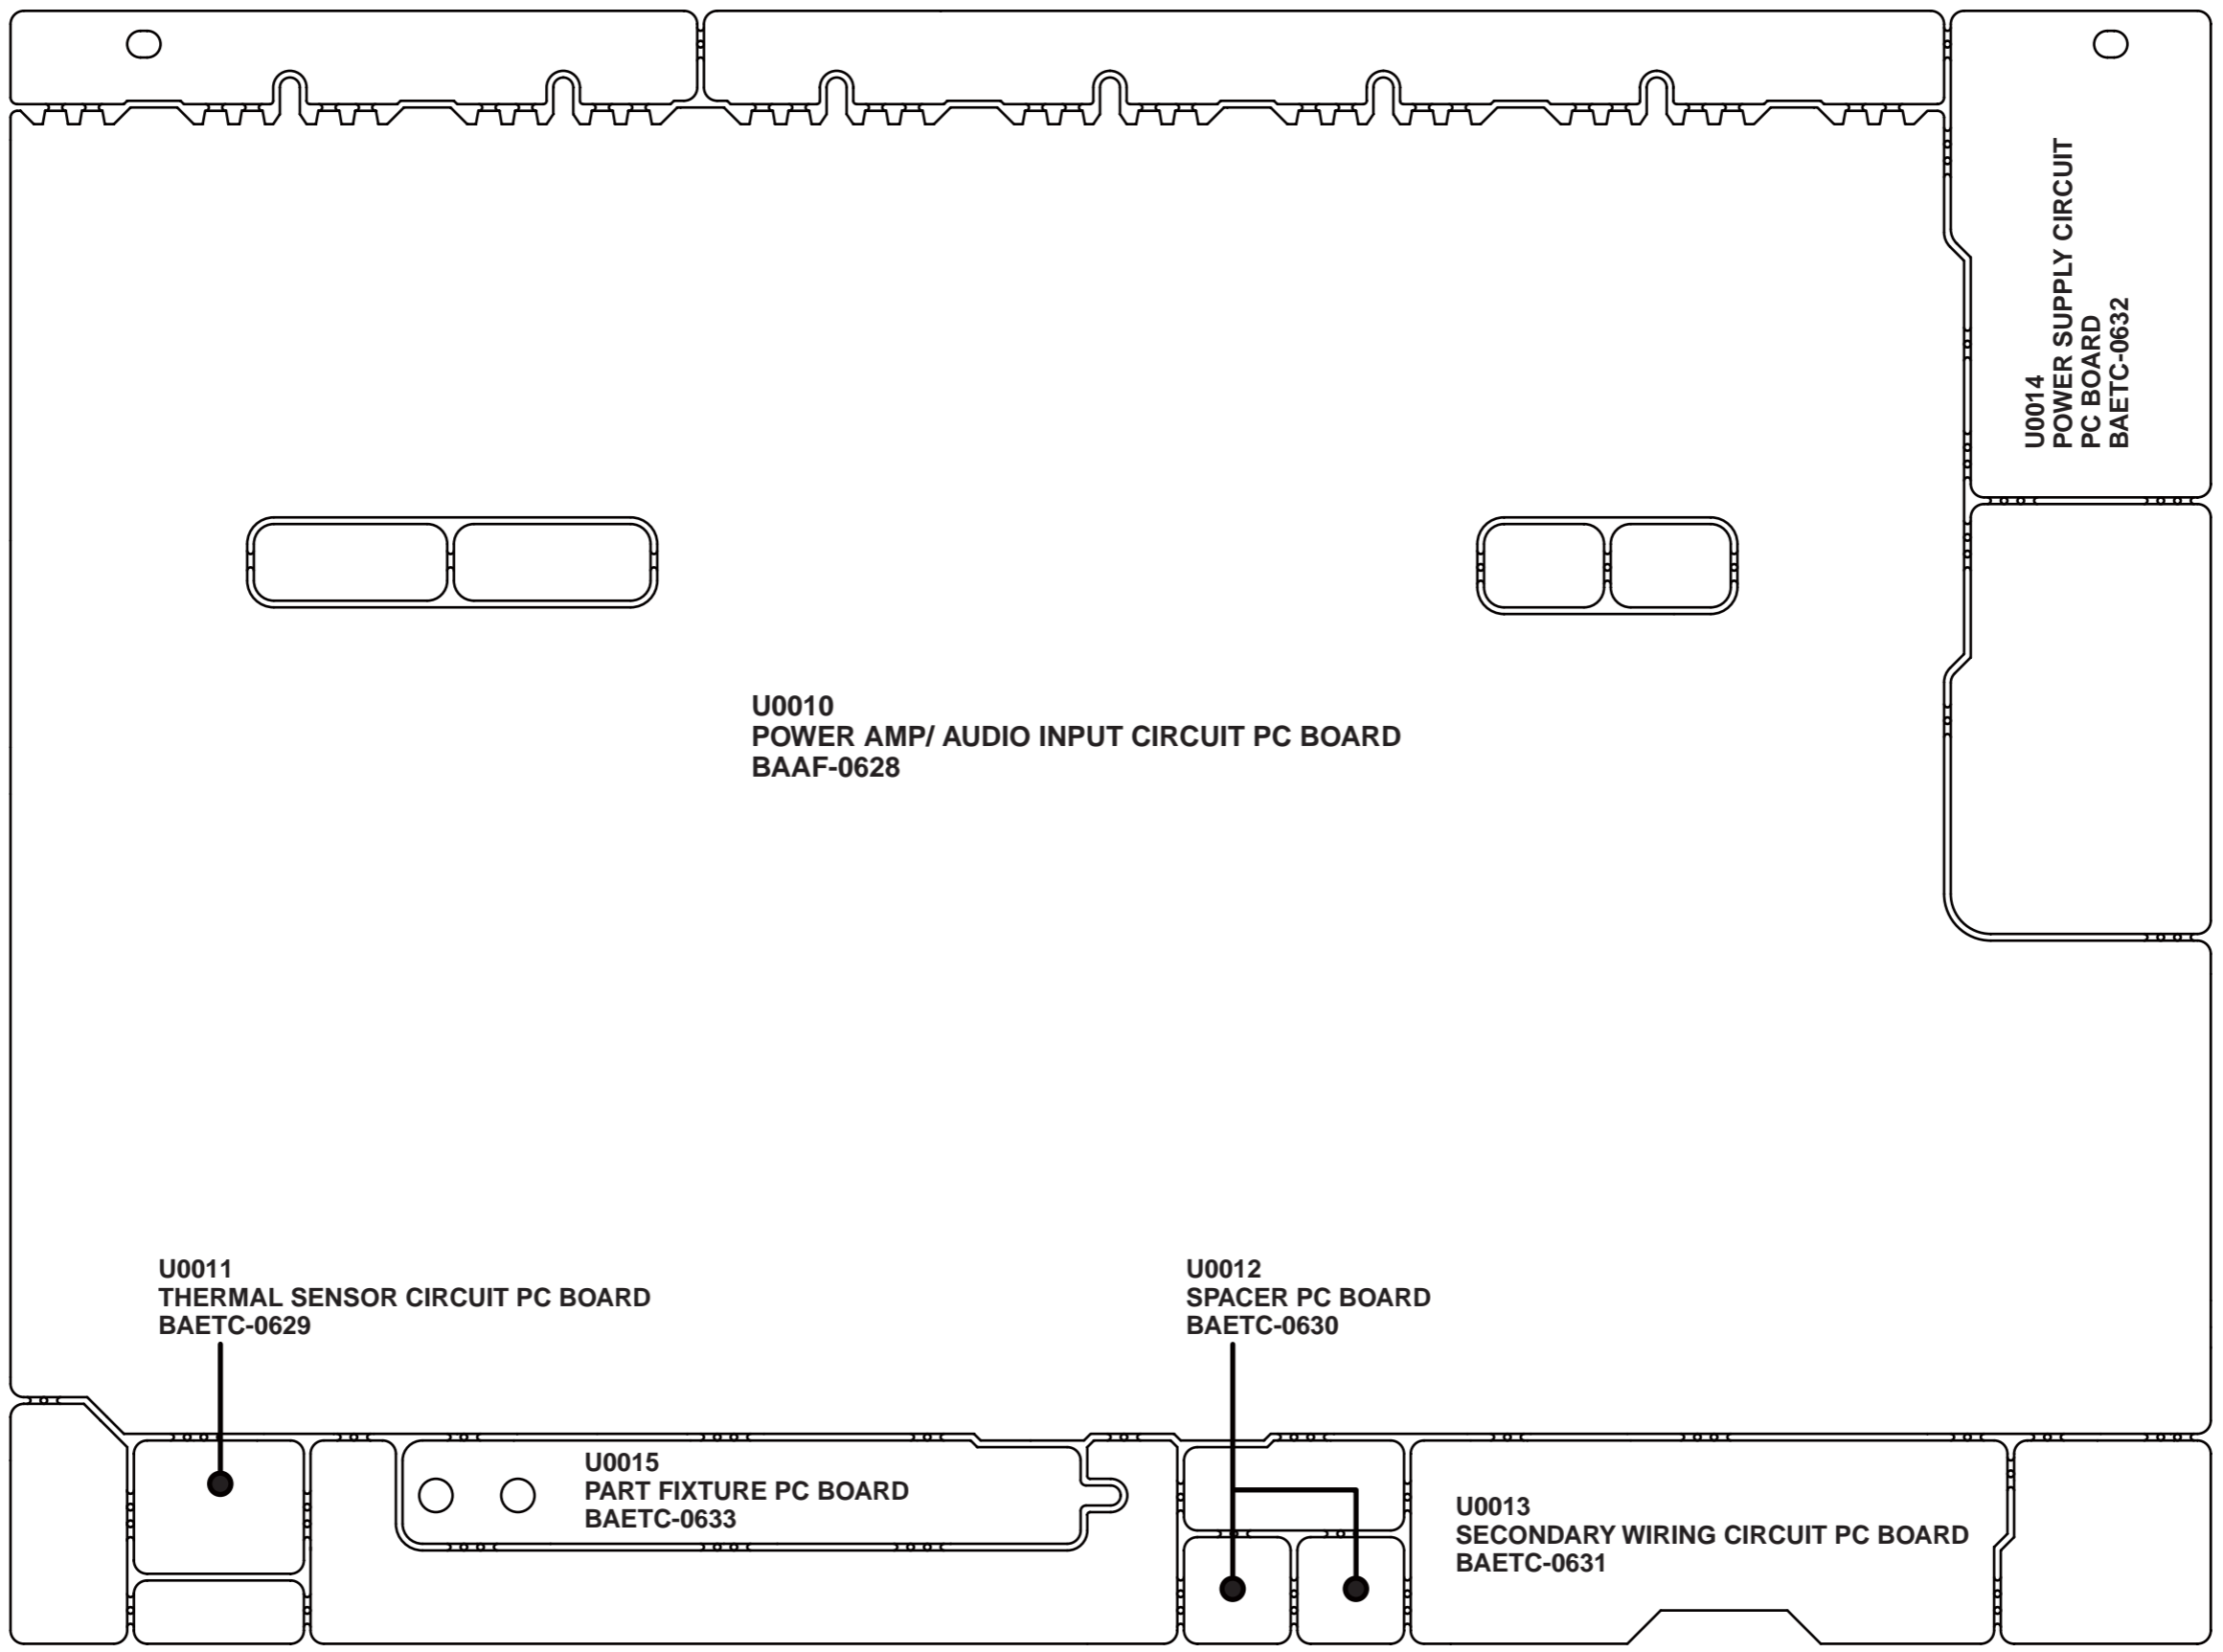 U0014
POWER SUPPLY CIRCUIT
PC BOARD
BAETC-0632
U0010
POWER AMP/ AUDIO INPUT CIRCUIT PC BOARD
BAAF-0628
U0011
THERMAL SENSOR CIRCUIT PC BOARD
BAETC-0629
U0012
SPACER PC BOARD
BAETC-0630
U0015
PART FIXTURE PC BOARD
BAETC-0633
U0013
SECONDARY WIRING CIRCUIT PC BOARD
BAETC-0631